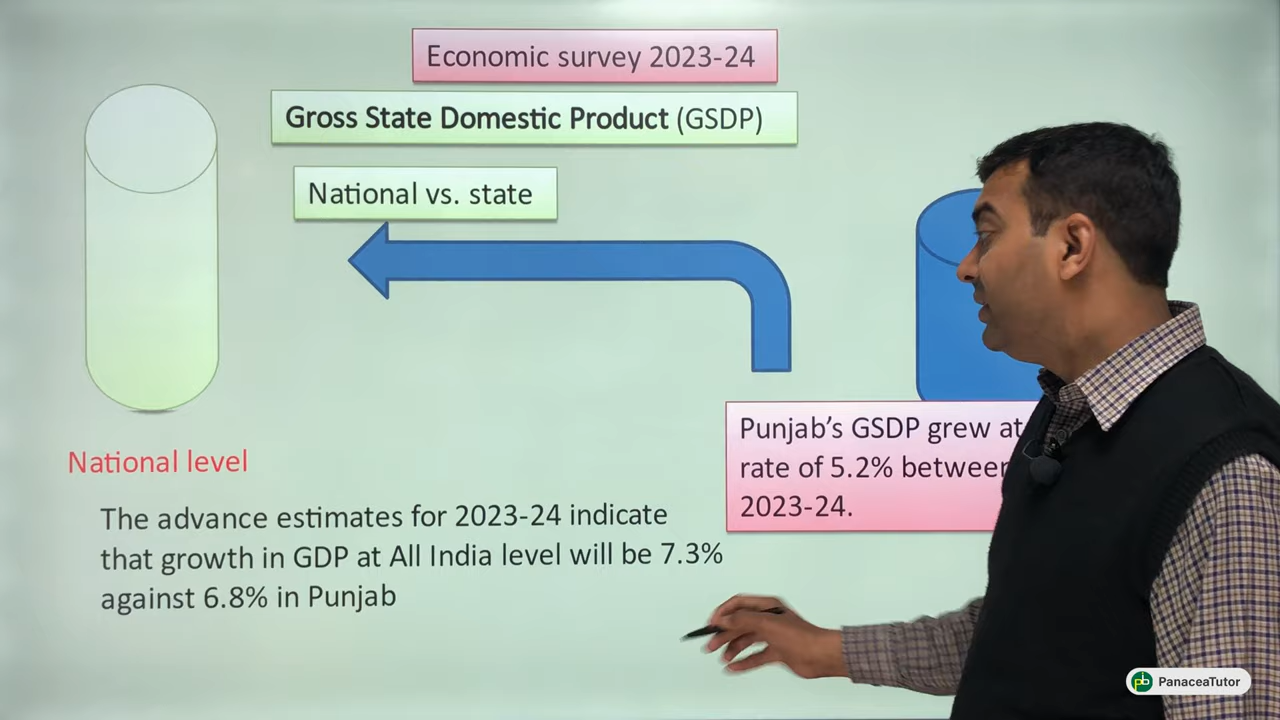 Economic survey 2023-24
Gross State Domestic Product (GSDP)
National vs. state
Punjab’s GSDP grew at
rate of 5.2% between
2023-24.
National level
The advance estimates for 2023-24 indicate
that growth in GDP at All India level will be 7.3%
against 6.8% in Punjab
pb PanaceaTutor